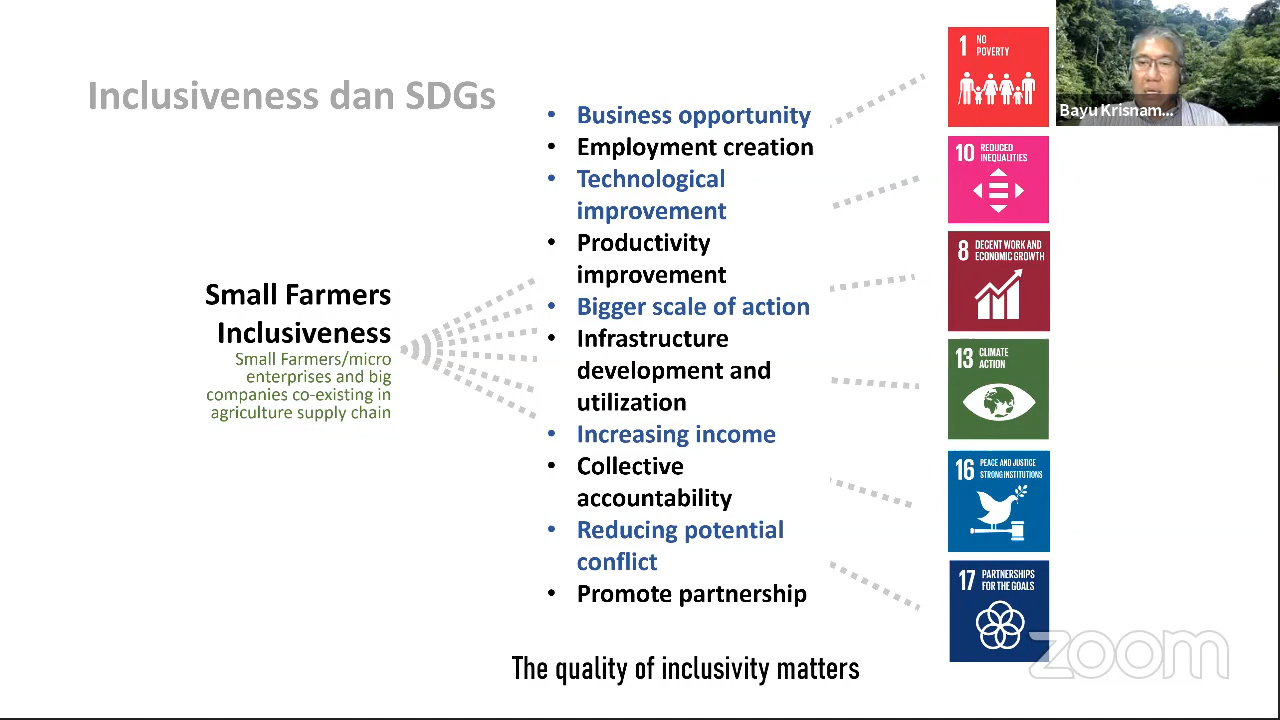 Inclusiveness dan SDGs
Small Farmers
Inclusiveness
Small Farmers/micro
enterprises and big
companies co-existing in
agriculture supply chain
• Business opportunity
• Employment creation
• Technological
improvement
• Productivity
improvement
• Bigger scale of action
• Infrastructure
development and
utilization
• Increasing income
• Collective
accountability
• Reducing potential
conflict
• Promote partnership
The quality of inclusivity matters
1 NO
POVERTY
10 REDUCED
INEQUALITIES
8 DECENT WORK AND
ECONOMIC GROWTH
13 CLIMATE
ACTION
16 PEACE AND JUSTICE
STRONG INSTITUTIONS
17 PARTNERSHIPS
FOR THE GOALS
Bayu Krisnam...
zoom